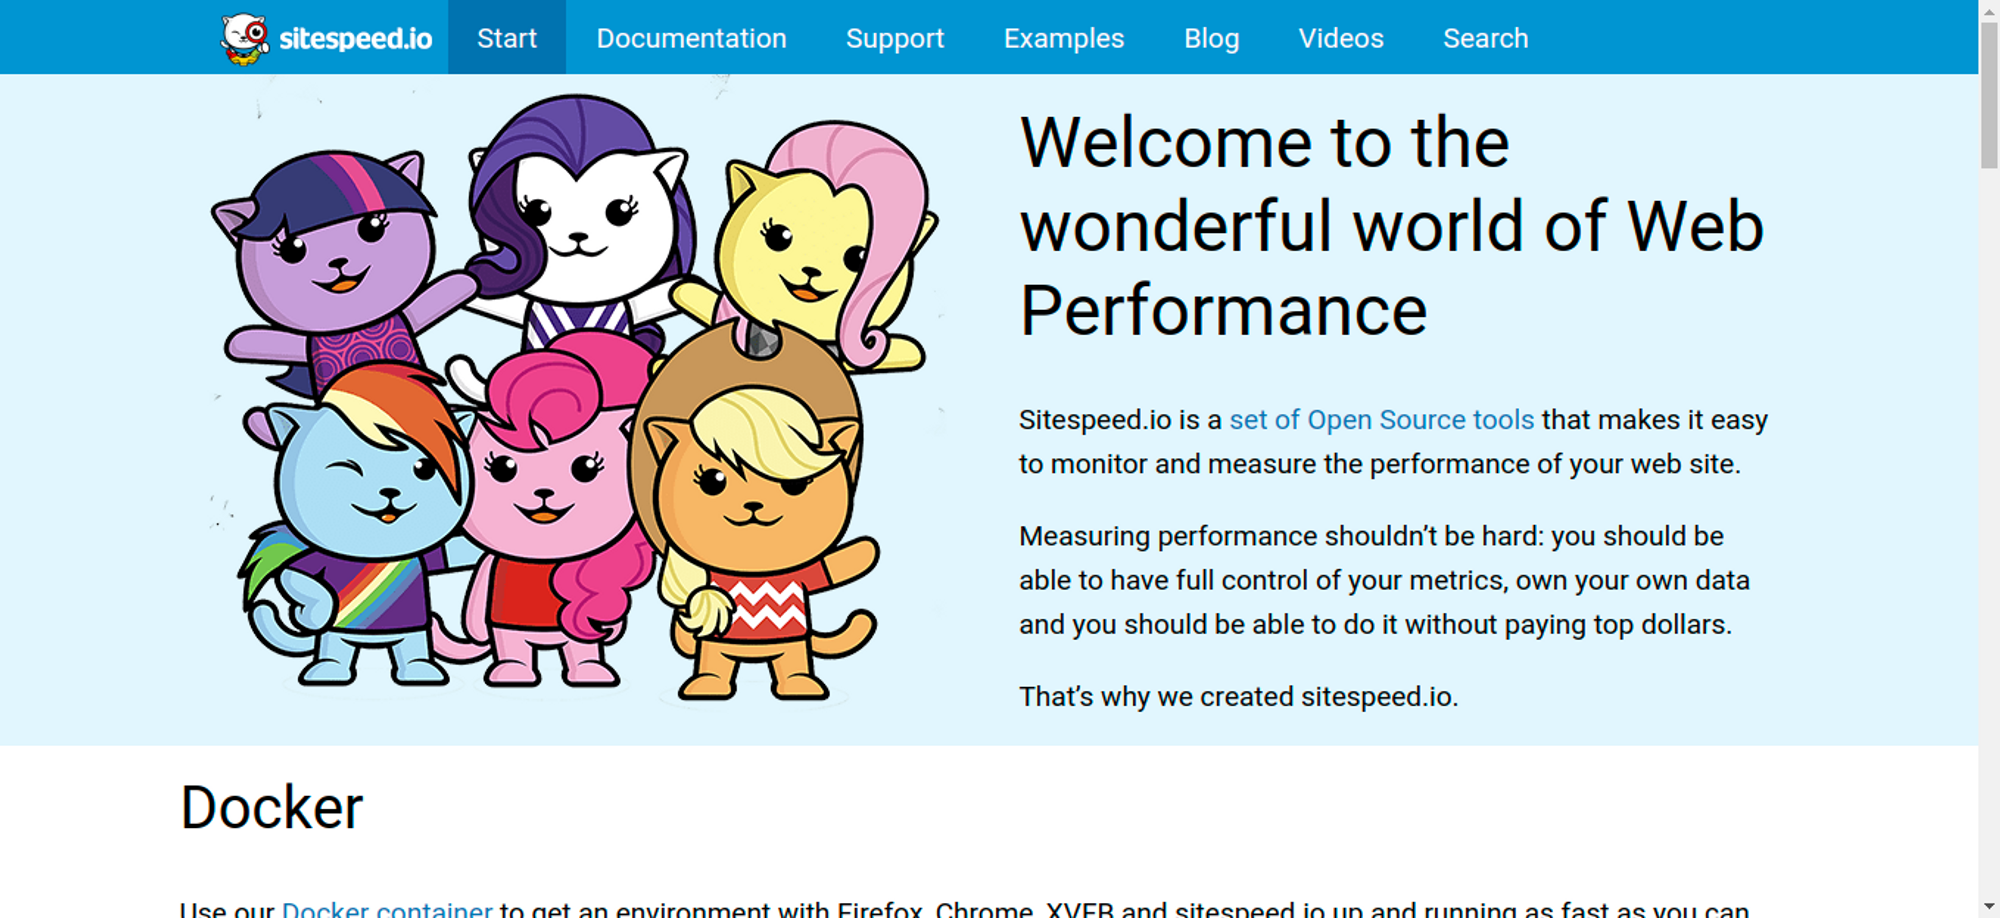 sitespeed.io Start Documentation Support Examples Blog Videos Search
Welcome to the
wonderful world of Web
Performance
Sitespeed.io is a set of Open Source tools that makes it easy
to monitor and measure the performance of your web site.
Measuring performance shouldn’t be hard: you should be
able to have full control of your metrics, own your own data
and you should be able to do it without paying top dollars.
That’s why we created sitespeed.io.
Docker
Use our Docker container to get an environment with Firefox, Chrome, XVFB and sitespeed.io up and running as fast as you can